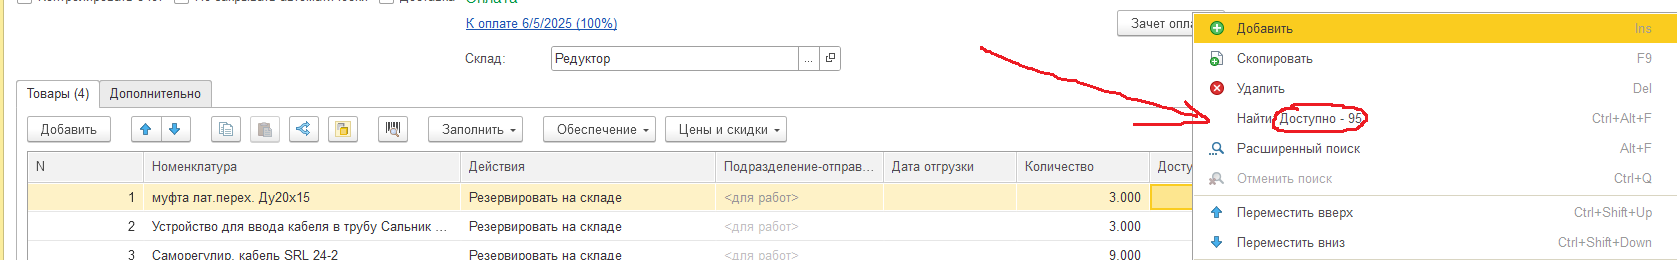 К оплате 6/5/2025 (100%)
Зачет опла
Склад:
Редуктор
...
Товары (4)
Дополнительно
Добавить
Заполнить
Обеспечение
Цены и скидки
N
Номенклатура
Действия
Подразделение-отправ...
Дата отгрузки
Количество
Досту
1
муфта лат.перех. Ду20х15
Резервировать на складе
<для работ>
3.000
2
Устройство для ввода кабеля в трубу Сальник ...
Резервировать на складе
<для работ>
3.000
3
Саморегулир. кабель SRL 24-2
Резервировать на складе
<для работ>
9.000
Добавить Ins
Скопировать F9
Удалить Del
Найти: Доступно - 95 Ctrl+Alt+F
Расширенный поиск Alt+F
Отменить поиск Ctrl+Q
Переместить вверх Ctrl+Shift+Up
Переместить вниз Ctrl+Shift+Down